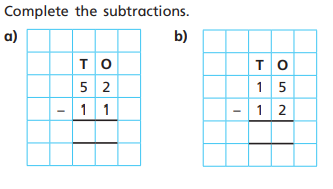 Complete the subtractions.
a) b)
T O T O
5 2 1 5
– 1 1 – 1 2